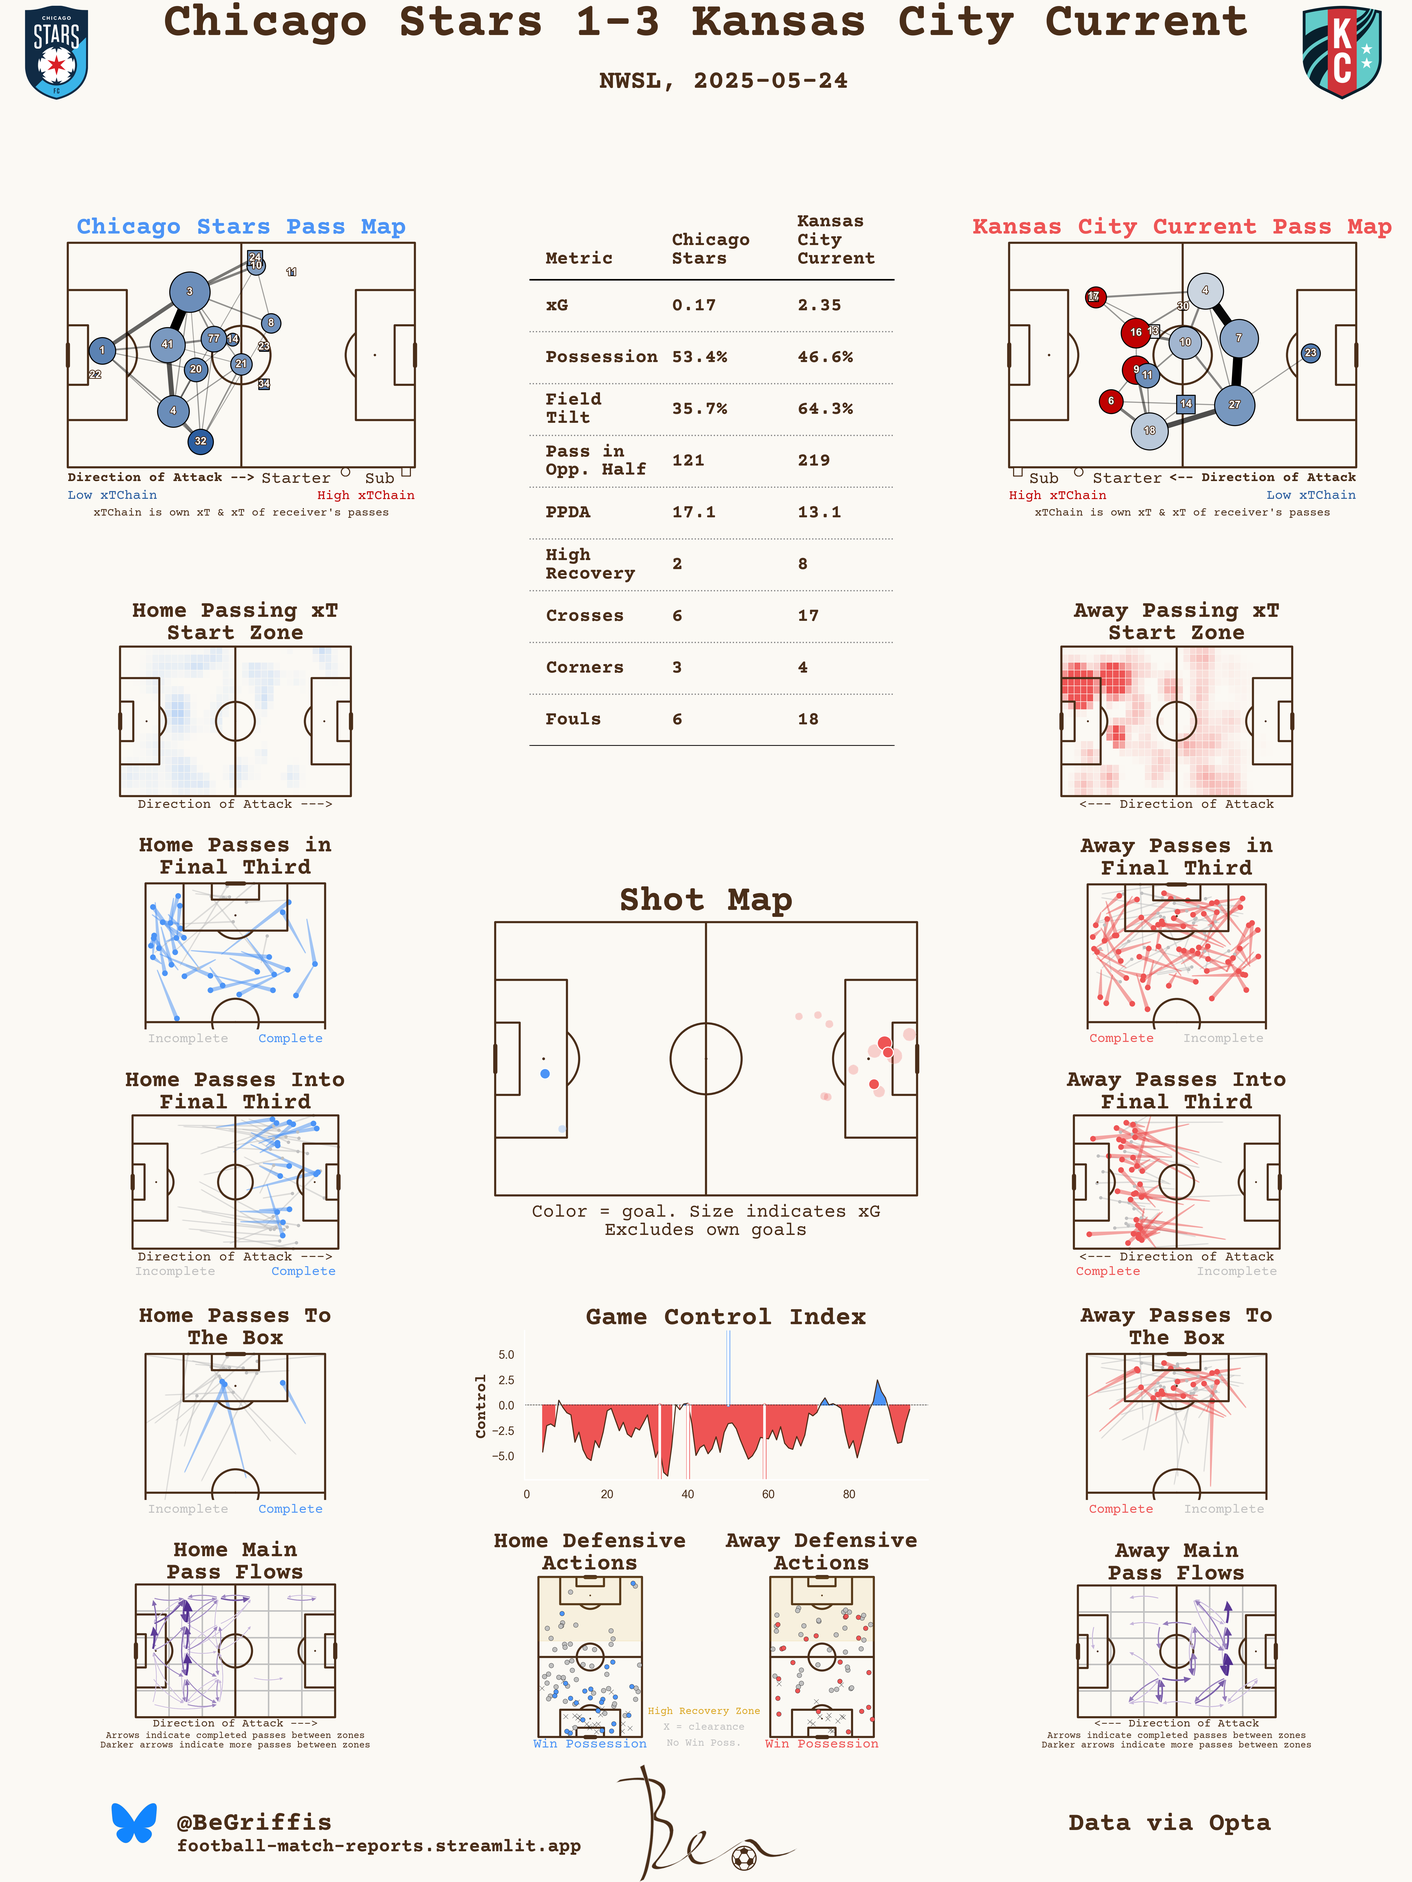 Chicago Stars 1–3 Kansas City Current
NWSL, 2025-05-24
CHICAGO
STARS
FC
KC
Chicago Stars Pass Map
24
10
11
3
8
77
14
23
41
1
22
20
21
34
4
32
Direction of Attack --> Starter Sub
Low xTChain High xTChain
xTChain is own xT & xT of receiver's passes
Metric Chicago Stars Kansas City Current
xG 0.17 2.35
Possession 53.4% 46.6%
Field Tilt 35.7% 64.3%
Pass in Opp. Half 121 219
PPDA 17.1 13.1
High Recovery 2 8
Crosses 6 17
Corners 3 4
Fouls 6 18
Kansas City Current Pass Map
17
4
30
16
13
10
7
23
9
11
6
14
27
18
Sub Starter <-- Direction of Attack
High xTChain Low xTChain
xTChain is own xT & xT of receiver's passes
Home Passing xT
Start Zone
Direction of Attack --->
Away Passing xT
Start Zone
<--- Direction of Attack
Home Passes in
Final Third
Incomplete Complete
Shot Map
Color = goal. Size indicates xG
Excludes own goals
Away Passes in
Final Third
Complete Incomplete
Home Passes Into
Final Third
Direction of Attack --->
Incomplete Complete
Away Passes Into
Final Third
<--- Direction of Attack
Complete Incomplete
Home Passes To
The Box
Incomplete Complete
Game Control Index
Control
5.0
2.5
0.0
−2.5
−5.0
0 20 40 60 80
Away Passes To
The Box
Complete Incomplete
Home Main
Pass Flows
Direction of Attack --->
Arrows indicate completed passes between zones
Darker arrows indicate more passes between zones
Home Defensive
Actions
Win Possession
High Recovery Zone
X = clearance
No Win Poss.
Away Defensive
Actions
Win Possession
Away Main
Pass Flows
<--- Direction of Attack
Arrows indicate completed passes between zones
Darker arrows indicate more passes between zones
@BeGriffis
football-match-reports.streamlit.app
Ben
Data via Opta